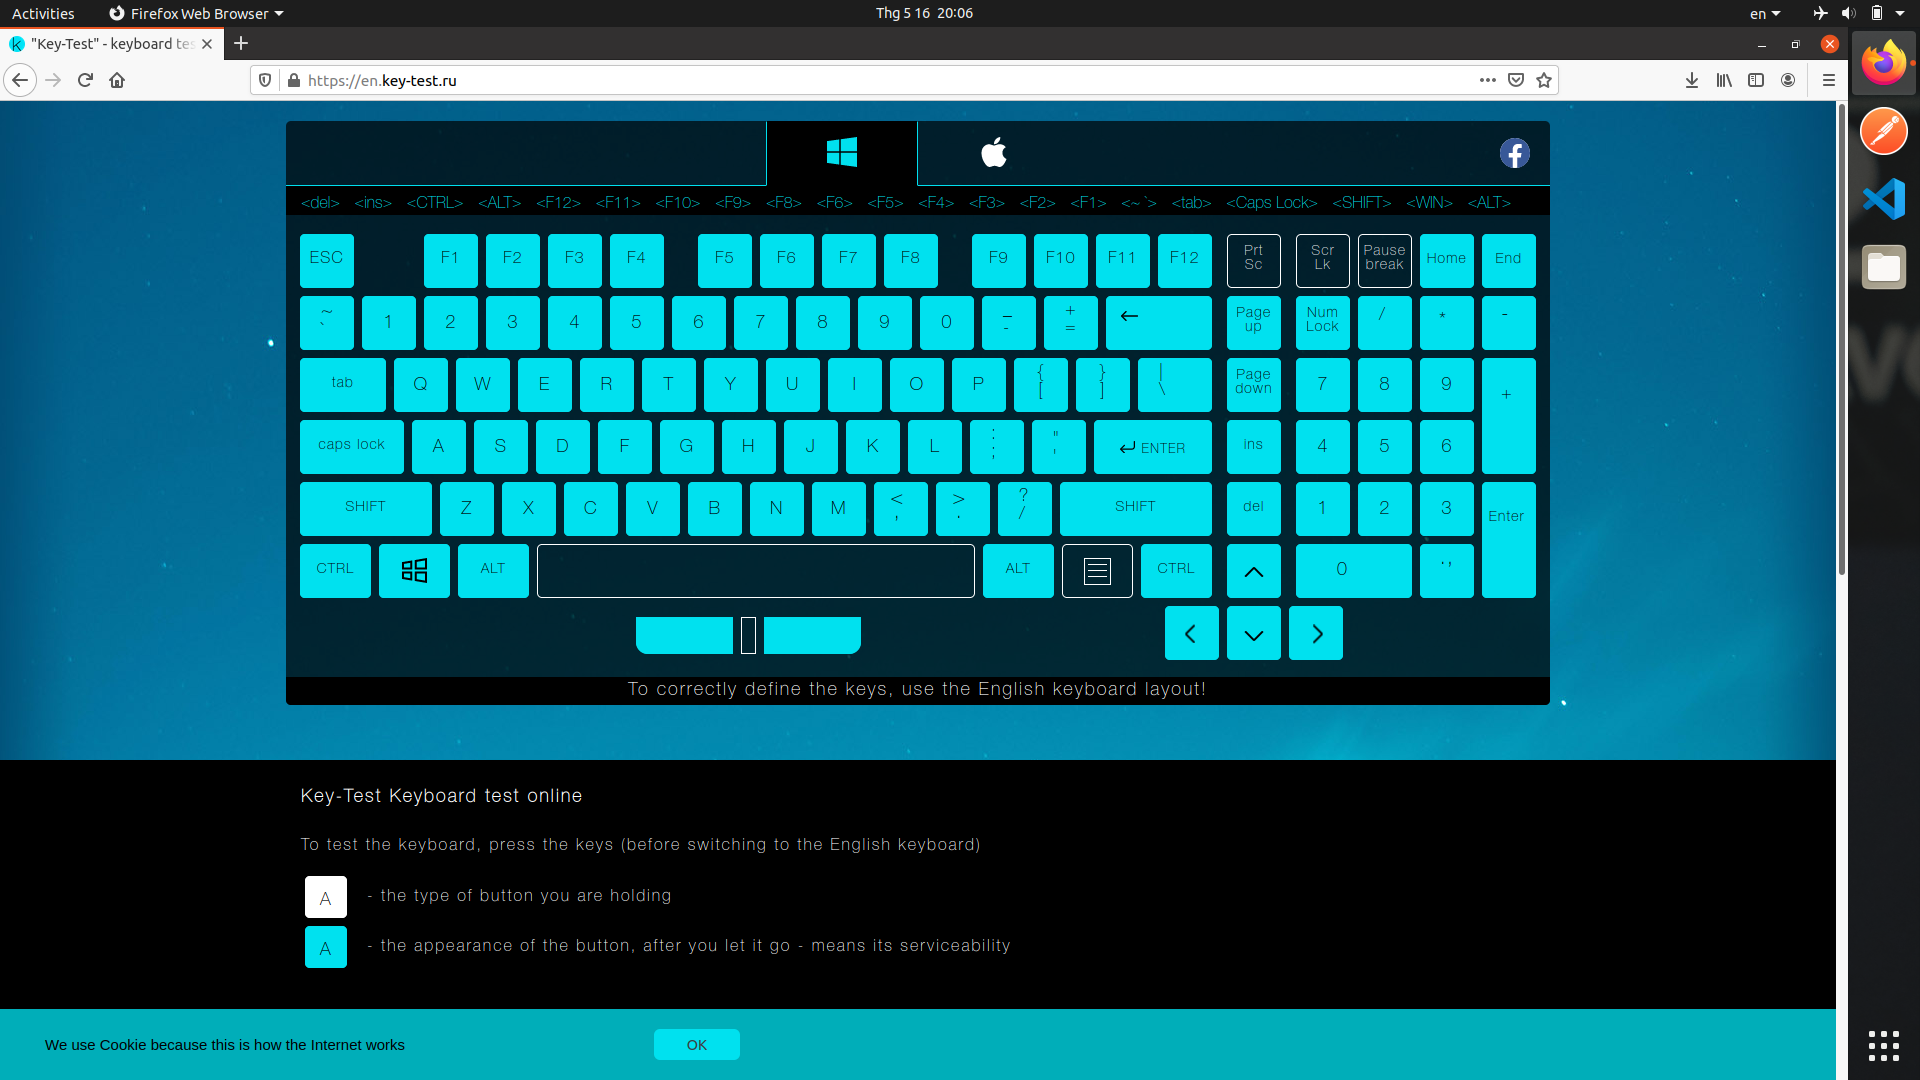 Activities Firefox Web Browser Thg 5 16 20:06 en
"Key-Test" - keyboard tes
https://en.key-test.ru
<del> <ins> <CTRL> <ALT> <F12> <F11> <F10> <F9> <F8> <F6> <F5> <F4> <F3> <F2> <F1> <~`> <tab> <Caps Lock> <SHIFT> <WIN> <ALT>
ESC F1 F2 F3 F4 F5 F6 F7 F8 F9 F10 F11 F12 Prt Sc Scr Lk Pause break Home End
~ ` 1 2 3 4 5 6 7 8 9 0 _ - + = ← Page up Num Lock / * -
tab Q W E R T Y U I O P { [ } ] | \ Page down 7 8 9 +
caps lock A S D F G H J K L : ; " ' ↵ ENTER ins 4 5 6
SHIFT Z X C V B N M < , > . ? / SHIFT del 1 2 3 Enter
CTRL ALT ALT CTRL 0 . ,
To correctly define the keys, use the English keyboard layout!
Key-Test Keyboard test online
To test the keyboard, press the keys (before switching to the English keyboard)
A - the type of button you are holding
A - the appearance of the button, after you let it go - means its serviceability
We use Cookie because this is how the Internet works OK